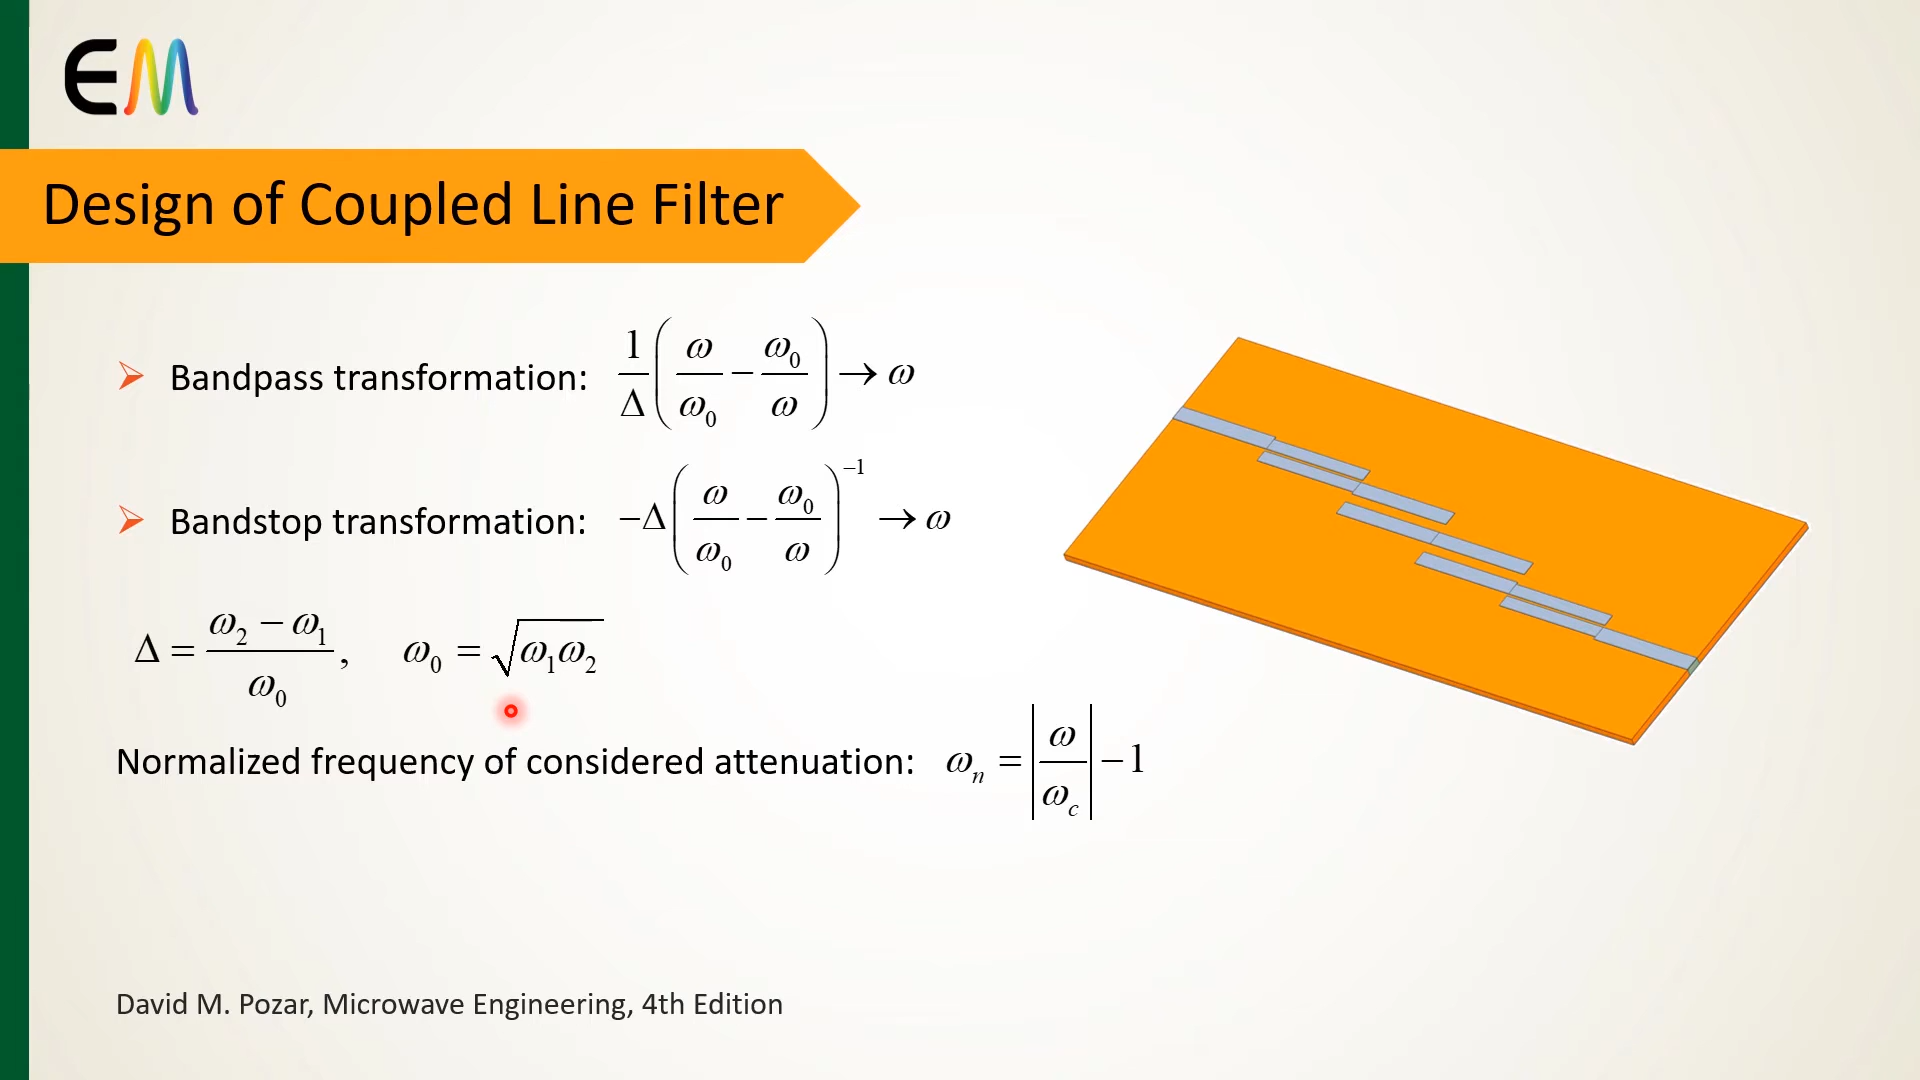 EM
Design of Coupled Line Filter
Bandpass transformation: 1/Δ (ω/ω₀ − ω₀/ω) → ω
Bandstop transformation: −Δ (ω/ω₀ − ω₀/ω)⁻¹ → ω
Δ = (ω₂ − ω₁)/ω₀, ω₀ = √(ω₁ω₂)
Normalized frequency of considered attenuation: ωₙ = |ω/ω_c| − 1
David M. Pozar, Microwave Engineering, 4th Edition